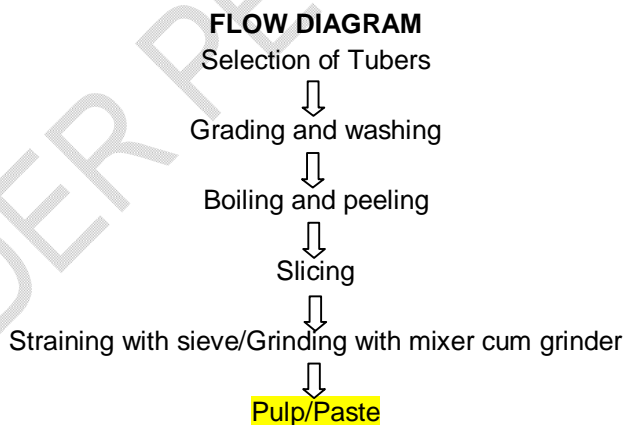 FLOW DIAGRAM
Selection of Tubers
Grading and washing
Boiling and peeling
Slicing
Straining with sieve/Grinding with mixer cum grinder
Pulp/Paste